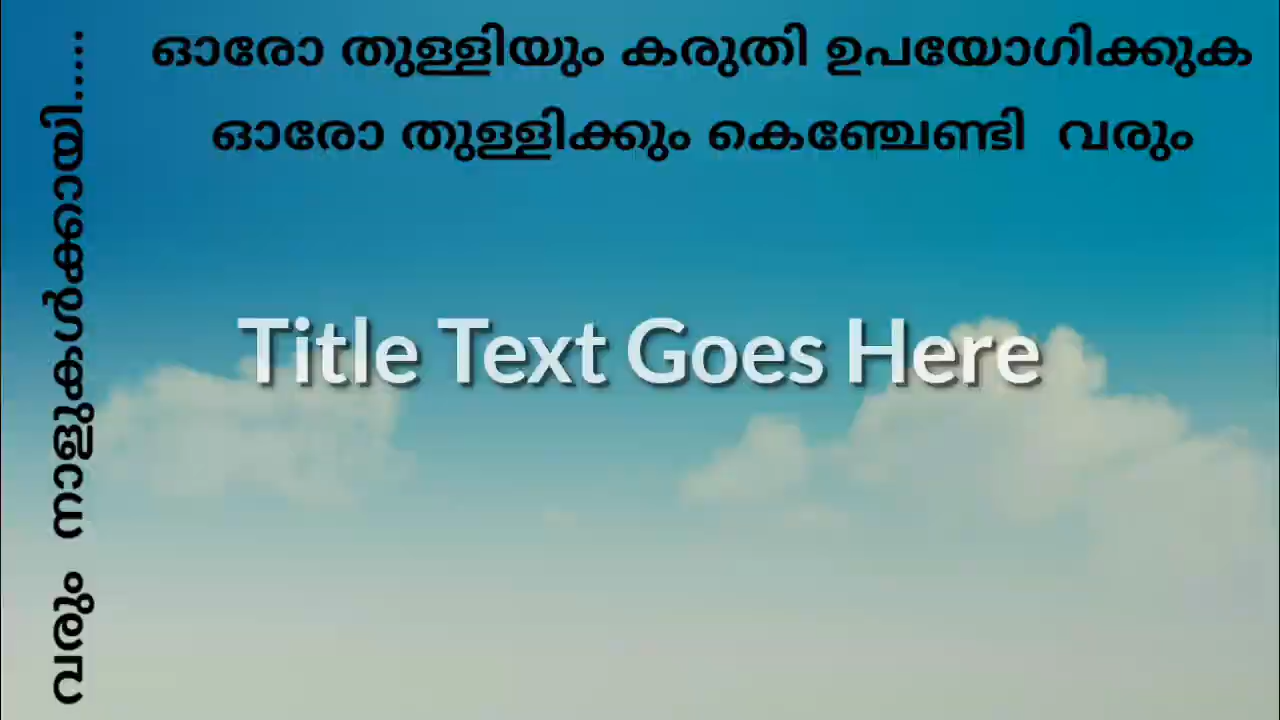 ഓരോ തുള്ളിയും കരുതി ഉപയോഗിക്കുക
ഓരോ തുള്ളിക്കും കെഞ്ചേണ്ടി വരും
Title Text Goes Here
വരും നാളുകൾക്കായി.....